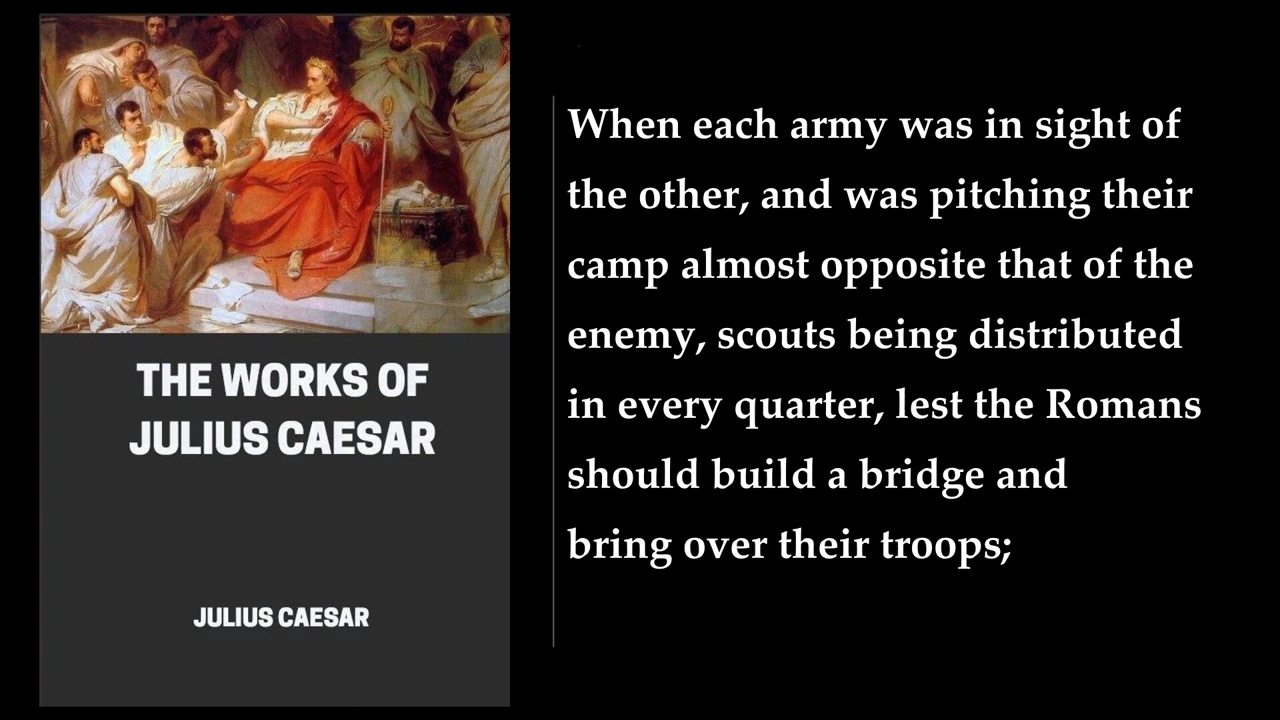 THE WORKS OF
JULIUS CAESAR
JULIUS CAESAR
When each army was in sight of
the other, and was pitching their
camp almost opposite that of the
enemy, scouts being distributed
in every quarter, lest the Romans
should build a bridge and
bring over their troops;